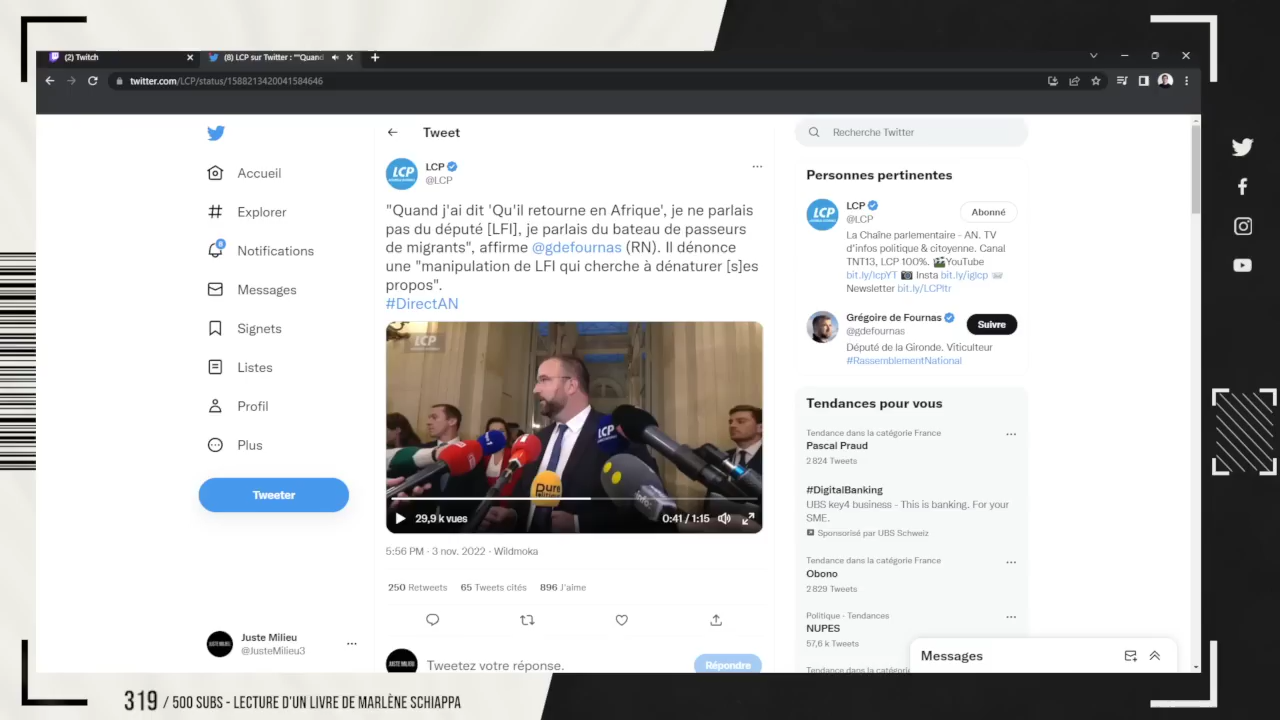 (2) Twitch
(8) LCP sur Twitter : ""Quand
twitter.com/LCP/status/1588213420041584646
Accueil
Explorer
8
Notifications
Messages
Signets
Listes
Profil
Plus
Tweeter
Juste Milieu
@JusteMilieu3
Tweet
LCP
LCP
@LCP
"Quand j'ai dit 'Qu'il retourne en Afrique', je ne parlais
pas du député [LFI], je parlais du bateau de passeurs
de migrants", affirme @gdefournas (RN). Il dénonce
une "manipulation de LFI qui cherche à dénaturer [s]es
propos".
#DirectAN
LCP
LCP
29,9 k vues
0:41 / 1:15
5:56 PM · 3 nov. 2022 · Wildmoka
250 Retweets 65 Tweets cités 896 J'aime
Tweetez votre réponse.
Répondre
Recherche Twitter
Personnes pertinentes
LCP
LCP
@LCP
Abonné
La Chaîne parlementaire - AN. TV
d'infos politique & citoyenne. Canal
TNT13, LCP 100%. YouTube
bit.ly/lcpYT Insta bit.ly/iglcp
Newsletter bit.ly/LCPltr
Grégoire de Fournas
@gdefournas
Suivre
Député de la Gironde. Viticulteur
#RassemblementNational
Tendances pour vous
Tendance dans la catégorie France
Pascal Praud
2 824 Tweets
#DigitalBanking
UBS key4 business - This is banking. For your
SME.
Sponsorisé par UBS Schweiz
Tendance dans la catégorie France
Obono
2 829 Tweets
Politique · Tendances
NUPES
57,6 k Tweets
Tendance dans la catégorie
Messages
319 / 500 SUBS - LECTURE D'UN LIVRE DE MARLÈNE SCHIAPPA